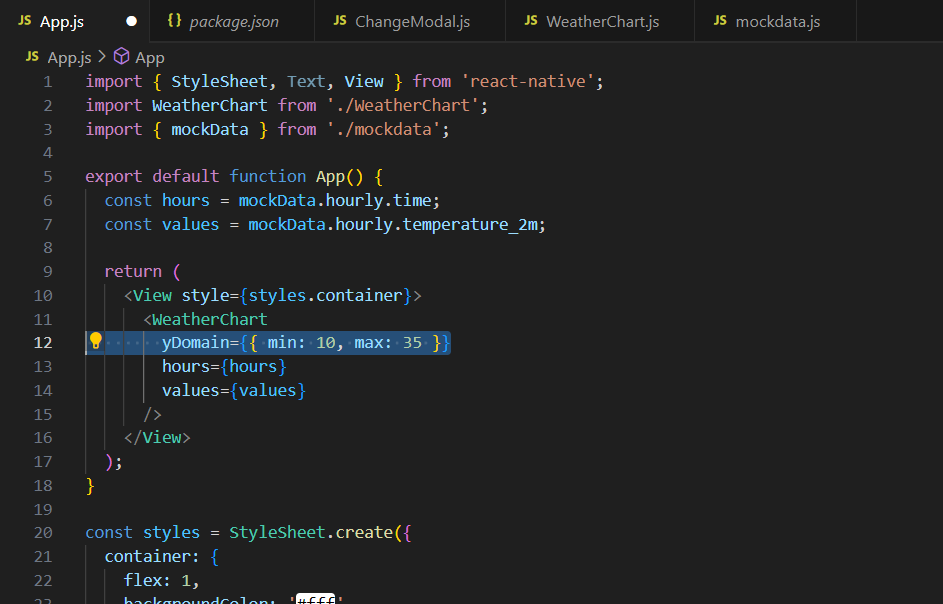 JS App.js ● {} package.json JS ChangeModal.js JS WeatherChart.js JS mockdata.js
JS App.js > App
1 import { StyleSheet, Text, View } from 'react-native';
2 import WeatherChart from './WeatherChart';
3 import { mockData } from './mockdata';
4
5 export default function App() {
6 const hours = mockData.hourly.time;
7 const values = mockData.hourly.temperature_2m;
8
9 return (
10 <View style={styles.container}>
11 <WeatherChart
12 yDomain={{ min: 10, max: 35 }}
13 hours={hours}
14 values={values}
15 />
16 </View>
17 );
18 }
19
20 const styles = StyleSheet.create({
21 container: {
22 flex: 1,
23 backgroundColor: '#fff'